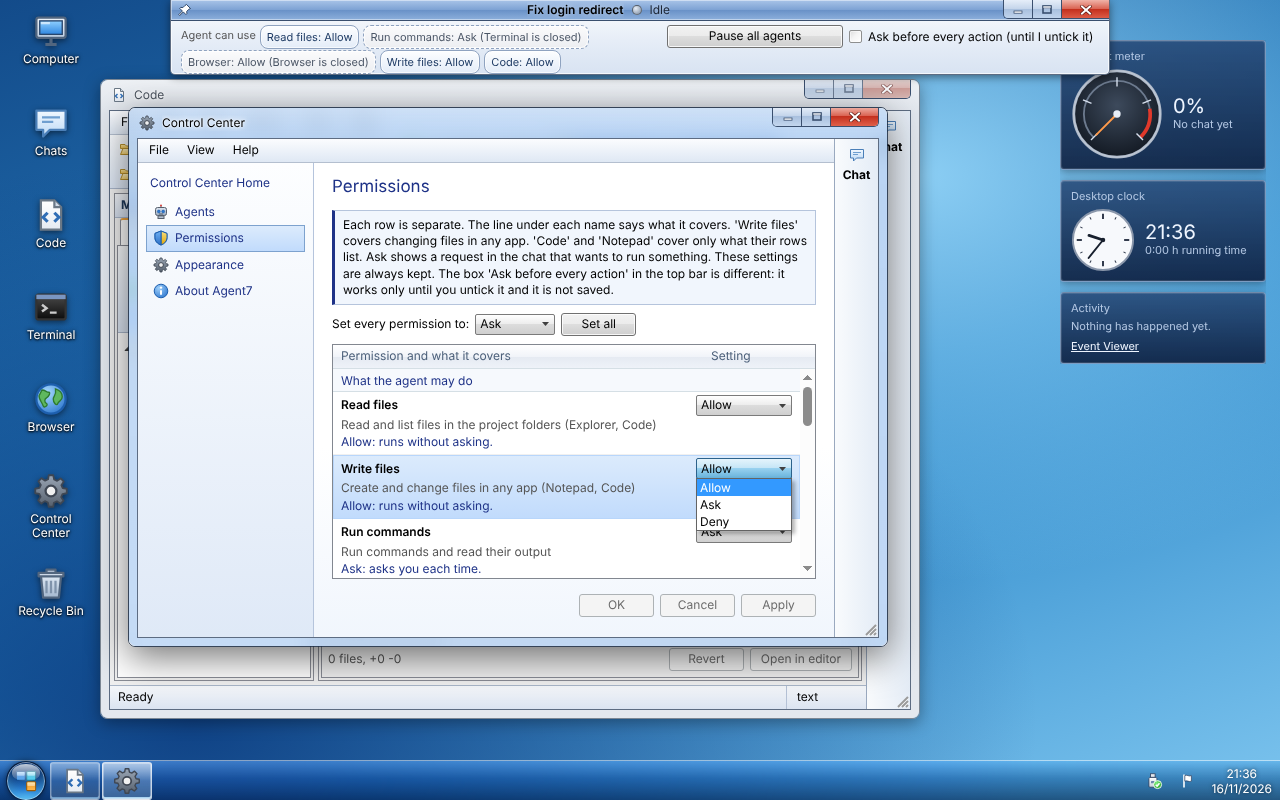 Fix login redirect
Idle
Agent can use
Read files: Allow
Run commands: Ask (Terminal is closed)
Browser: Allow (Browser is closed)
Write files: Allow
Code: Allow
Pause all agents
Ask before every action (until I untick it)
Computer
Chats
Code
Terminal
Browser
Control
Center
Recycle Bin
Code
Control Center
File
View
Help
Control Center Home
Agents
Permissions
Appearance
About Agent7
Permissions
Each row is separate. The line under each name says what it covers. 'Write files'
covers changing files in any app. 'Code' and 'Notepad' cover only what their rows
list. Ask shows a request in the chat that wants to run something. These settings
are always kept. The box 'Ask before every action' in the top bar is different: it
works only until you untick it and it is not saved.
Set every permission to:
Ask
Set all
Permission and what it covers
Setting
What the agent may do
Read files
Allow
Read and list files in the project folders (Explorer, Code)
Allow: runs without asking.
Write files
Allow
Create and change files in any app (Notepad, Code)
Allow: runs without asking.
Allow
Ask
Deny
Run commands
Ask
Run commands and read their output
Ask: asks you each time.
OK
Cancel
Apply
Chat
0 files, +0 -0
Revert
Open in editor
Ready
text
meter
0%
No chat yet
Desktop clock
21:36
0:00 h running time
Activity
Nothing has happened yet.
Event Viewer
21:36
16/11/2026